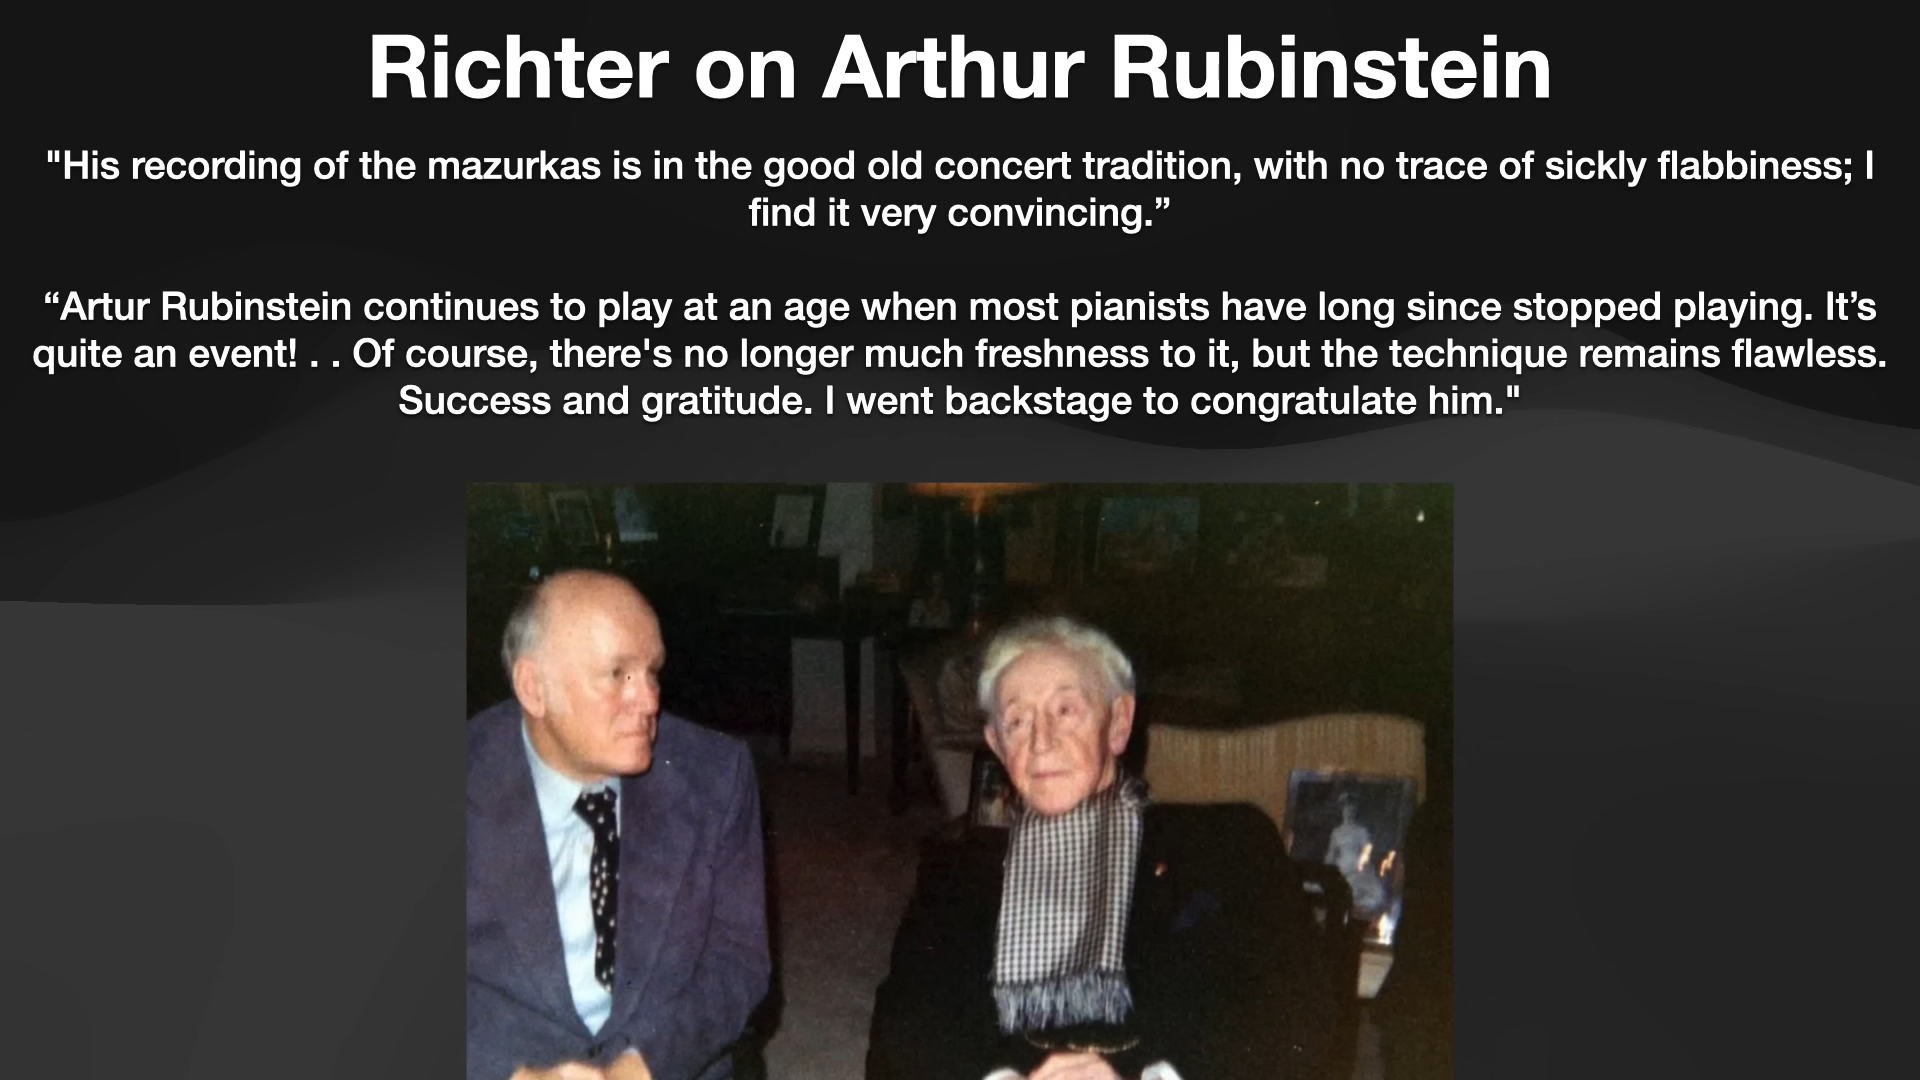 Richter on Arthur Rubinstein
"His recording of the mazurkas is in the good old concert tradition, with no trace of sickly flabbiness; I
find it very convincing.”
“Artur Rubinstein continues to play at an age when most pianists have long since stopped playing. It’s
quite an event! . . Of course, there's no longer much freshness to it, but the technique remains flawless.
Success and gratitude. I went backstage to congratulate him."